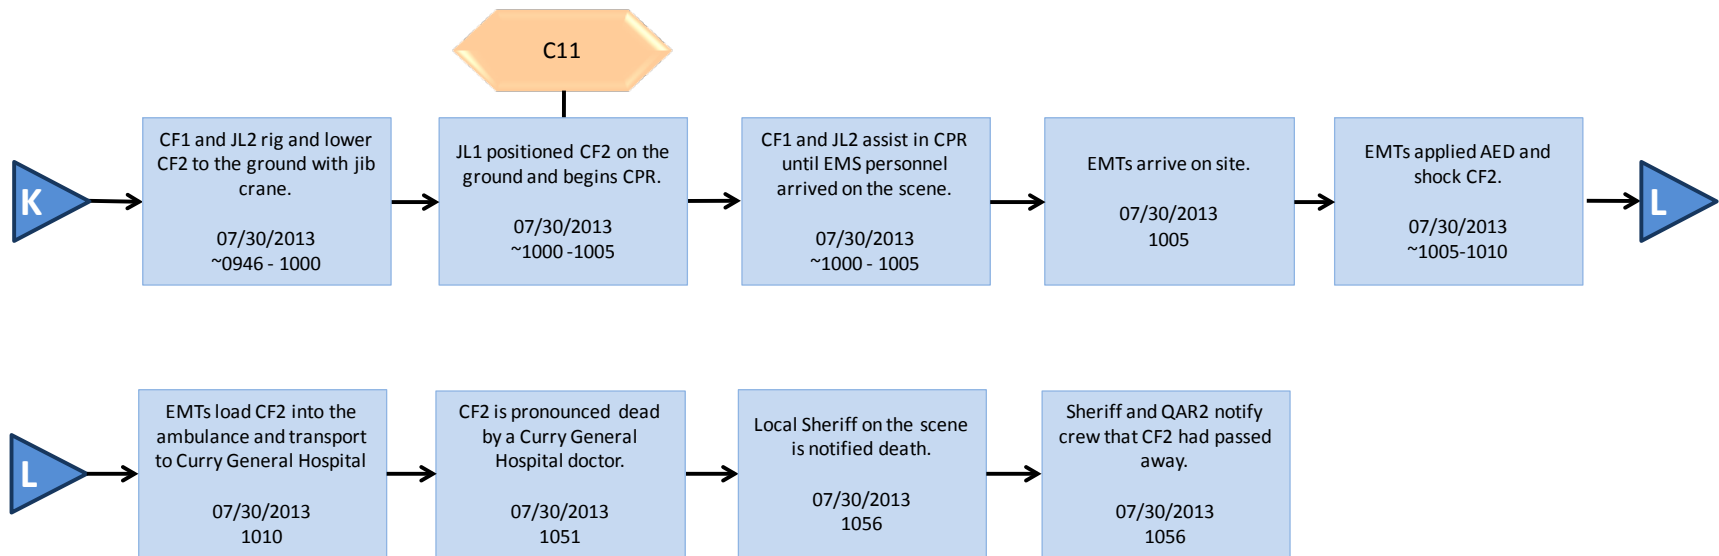 C11
K
CF1 and JL2 rig and lower
CF2 to the ground with jib
crane.
07/30/2013
~0946 - 1000
JL1 positioned CF2 on the
ground and begins CPR.
07/30/2013
~1000 -1005
CF1 and JL2 assist in CPR
until EMS personnel
arrived on the scene.
07/30/2013
~1000 - 1005
EMTs arrive on site.
07/30/2013
1005
EMTs applied AED and
shock CF2.
07/30/2013
~1005-1010
L
L
EMTs load CF2 into the
ambulance and transport
to Curry General Hospital
07/30/2013
1010
CF2 is pronounced dead
by a Curry General
Hospital doctor.
07/30/2013
1051
Local Sheriff on the scene
is notified death.
07/30/2013
1056
Sheriff and QAR2 notify
crew that CF2 had passed
away.
07/30/2013
1056